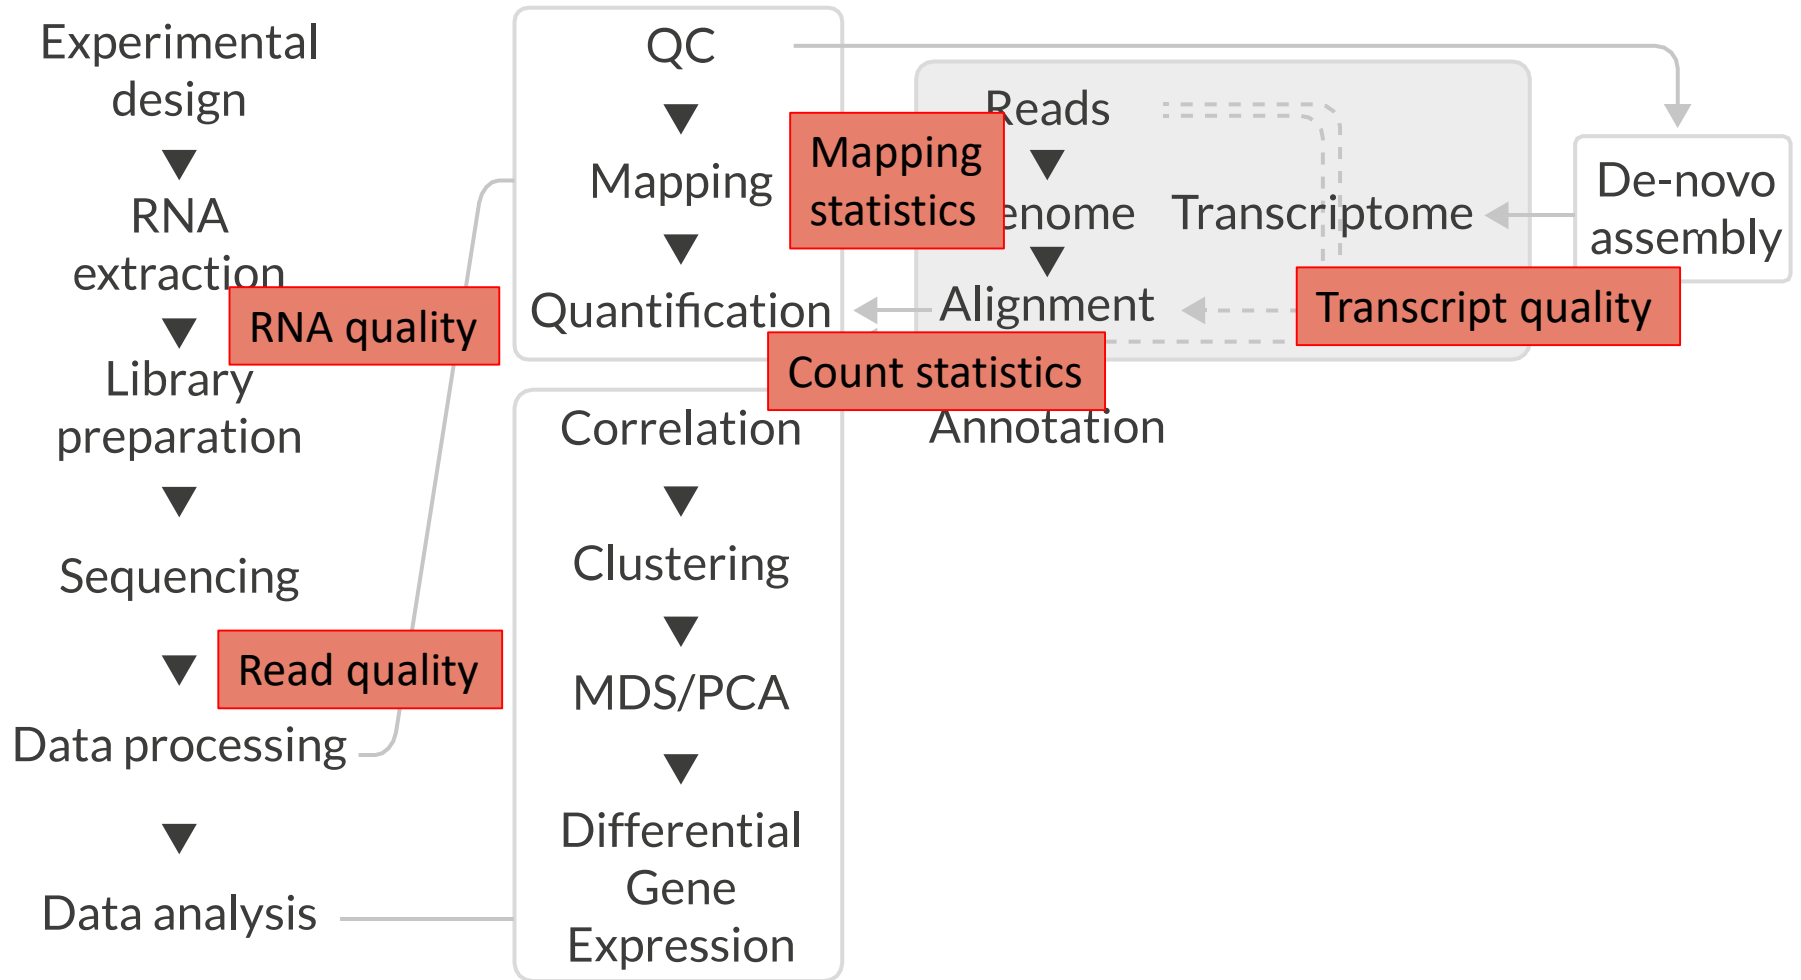 Experimental
design
RNA
extraction
RNA quality
Library
preparation
Sequencing
Read quality
Data processing
Data analysis
QC
Mapping
Quantification
Mapping
statistics
Reads
enome
Transcriptome
Alignment
Transcript quality
Count statistics
Annotation
De-novo
assembly
Correlation
Clustering
MDS/PCA
Differential
Gene
Expression